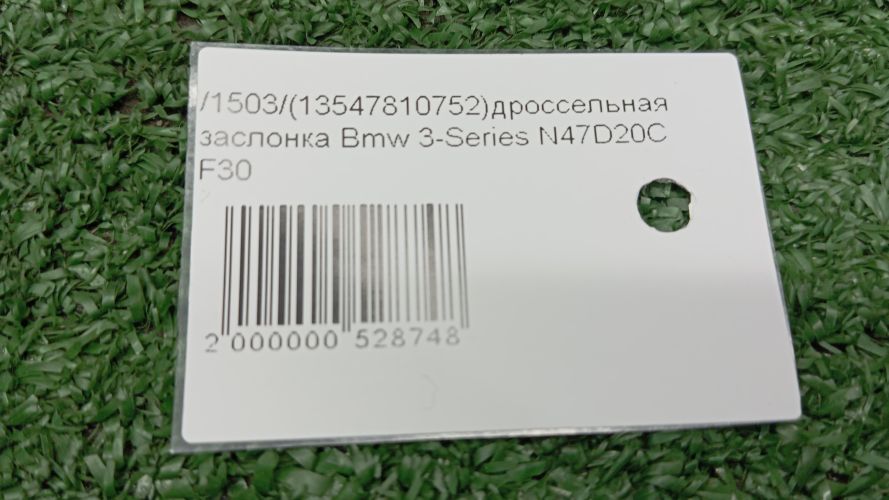 /1503/(13547810752)дроссельная
заслонка Bmw 3-Series N47D20C
F30
2 000000 528748